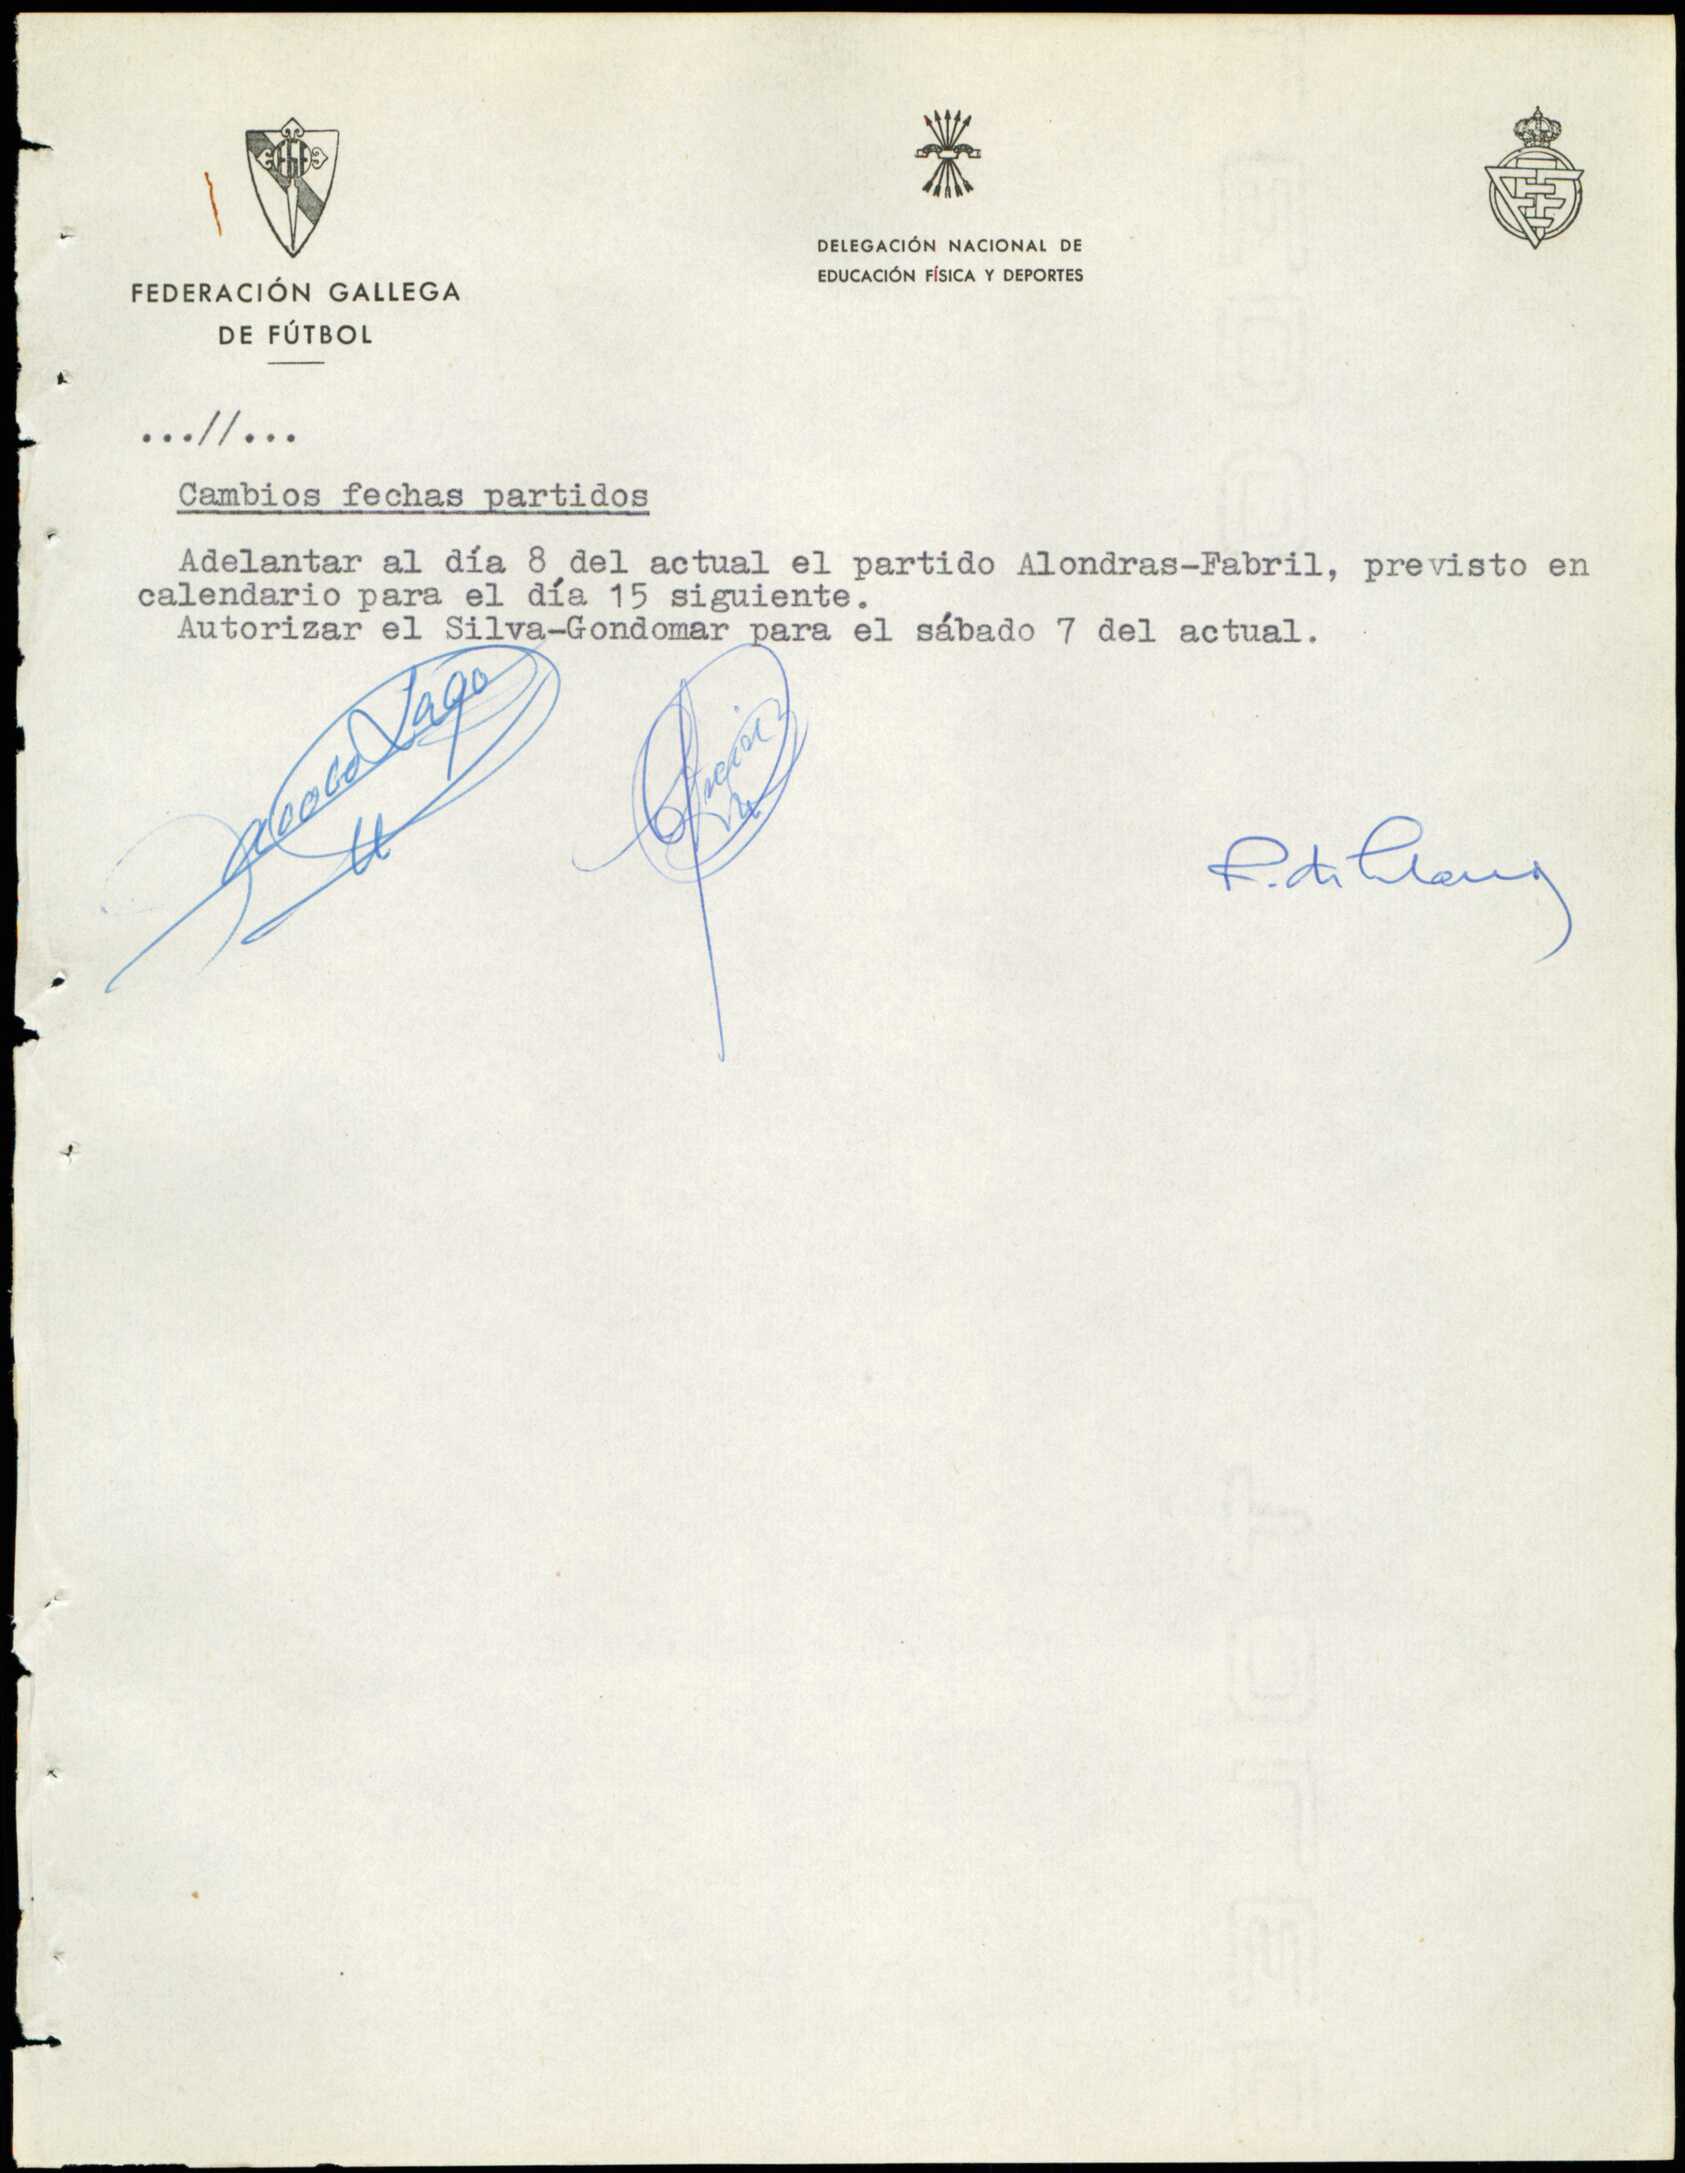 FEDERACIÓN GALLEGA
DE FÚTBOL
DELEGACIÓN NACIONAL DE
EDUCACIÓN FÍSICA Y DEPORTES
...//...
Cambios fechas partidos
Adelantar al día 8 del actual el partido Alondras-Fabril, previsto en
calendario para el día 15 siguiente.
Autorizar el Silva-Gondomar para el sábado 7 del actual.
Jacobo Lago